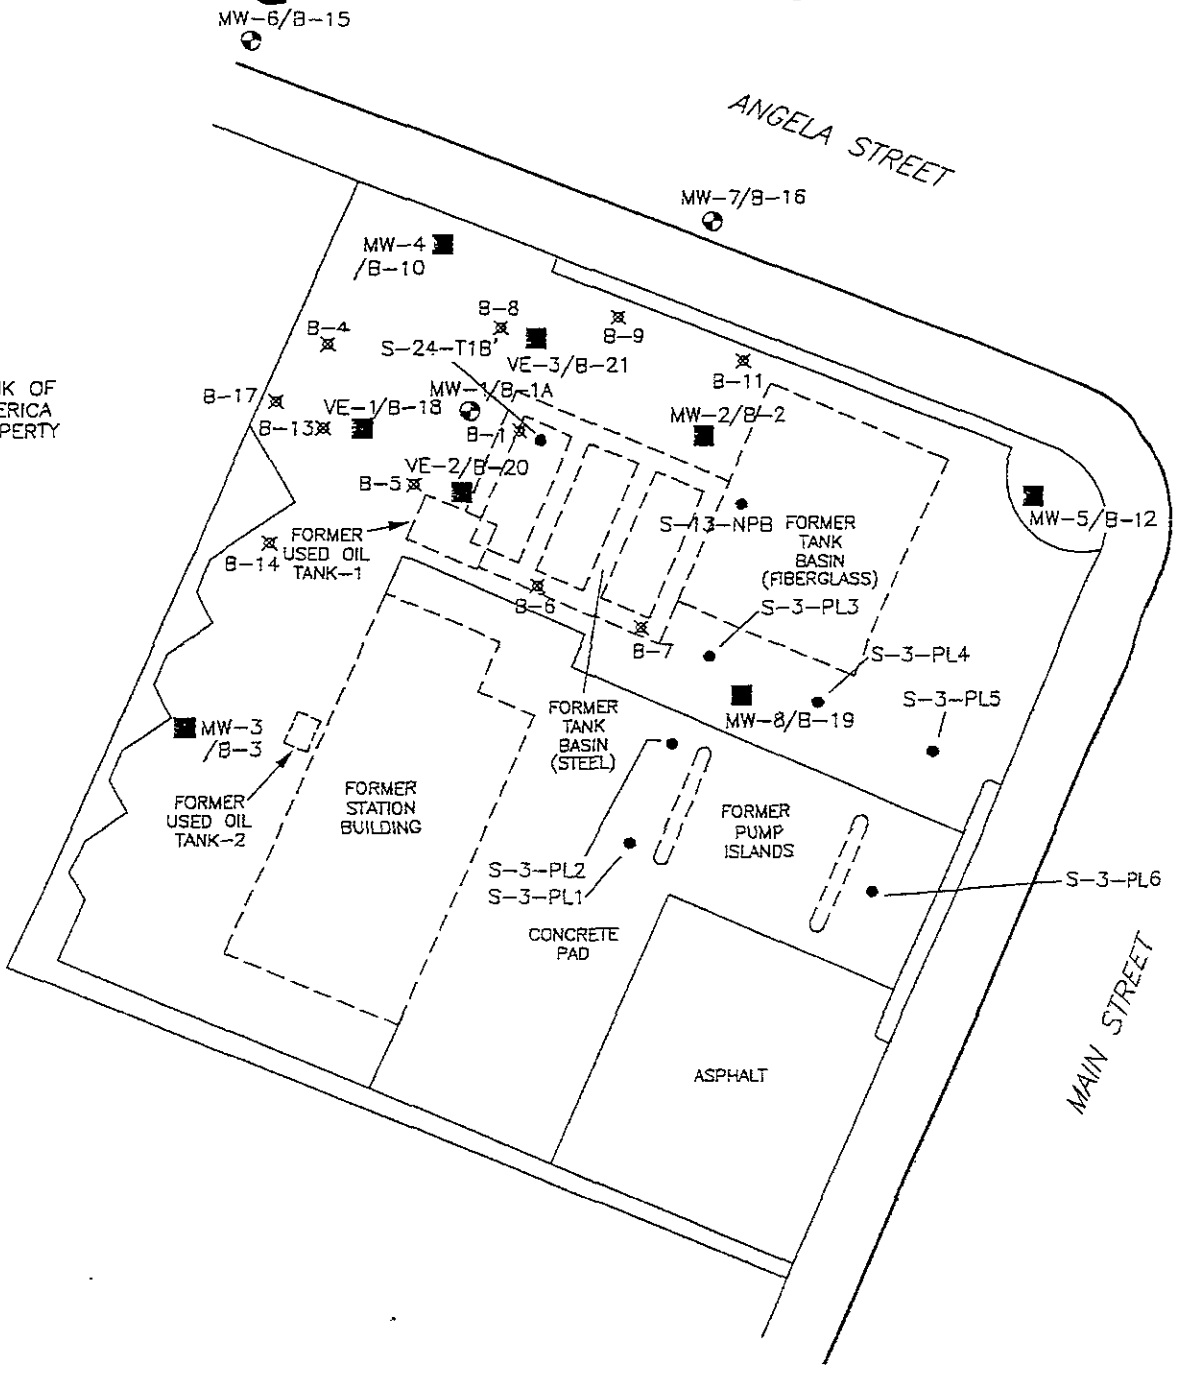 MW-6/B-15
ANGELA STREET
MW-7/B-16
MW-4
/B-10
B-8
B-4
S-24-T1B'
B-9
VE-3/B-21
B-11
OF
MW-1/B-1A
B-17
VE-1/B-18
MW-2/B-2
B-13
B-1
VE-2/B-20
B-5
S-13-NPB
FORMER
TANK
BASIN
(FIBERGLASS)
MW-5/B-12
FORMER
USED OIL
TANK-1
B-14
B-6
S-3-PL3
B-7
S-3-PL4
S-3-PL5
FORMER
TANK
BASIN
(STEEL)
MW-8/B-19
MW-3
/B-3
FORMER
USED OIL
TANK-2
FORMER
STATION
BUILDING
FORMER
PUMP
ISLANDS
S-3-PL2
S-3-PL1
S-3-PL6
CONCRETE
PAD
MAIN STREET
ASPHALT